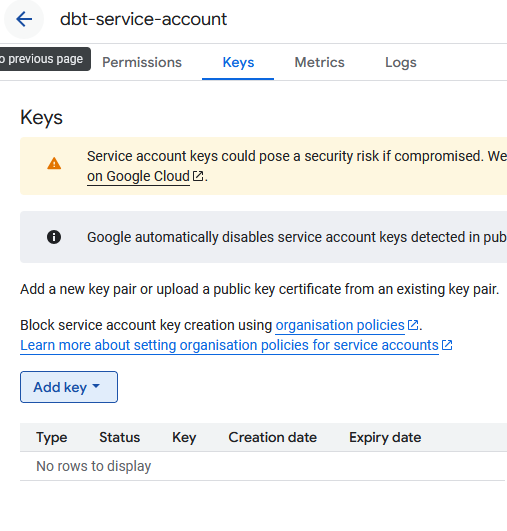 dbt-service-account
o previous page
Permissions
Keys
Metrics
Logs
Keys
Service account keys could pose a security risk if compromised. We
on Google Cloud.
Google automatically disables service account keys detected in pub
Add a new key pair or upload a public key certificate from an existing key pair.
Block service account key creation using organisation policies.
Learn more about setting organisation policies for service accounts
Add key
Type Status Key Creation date Expiry date
No rows to display